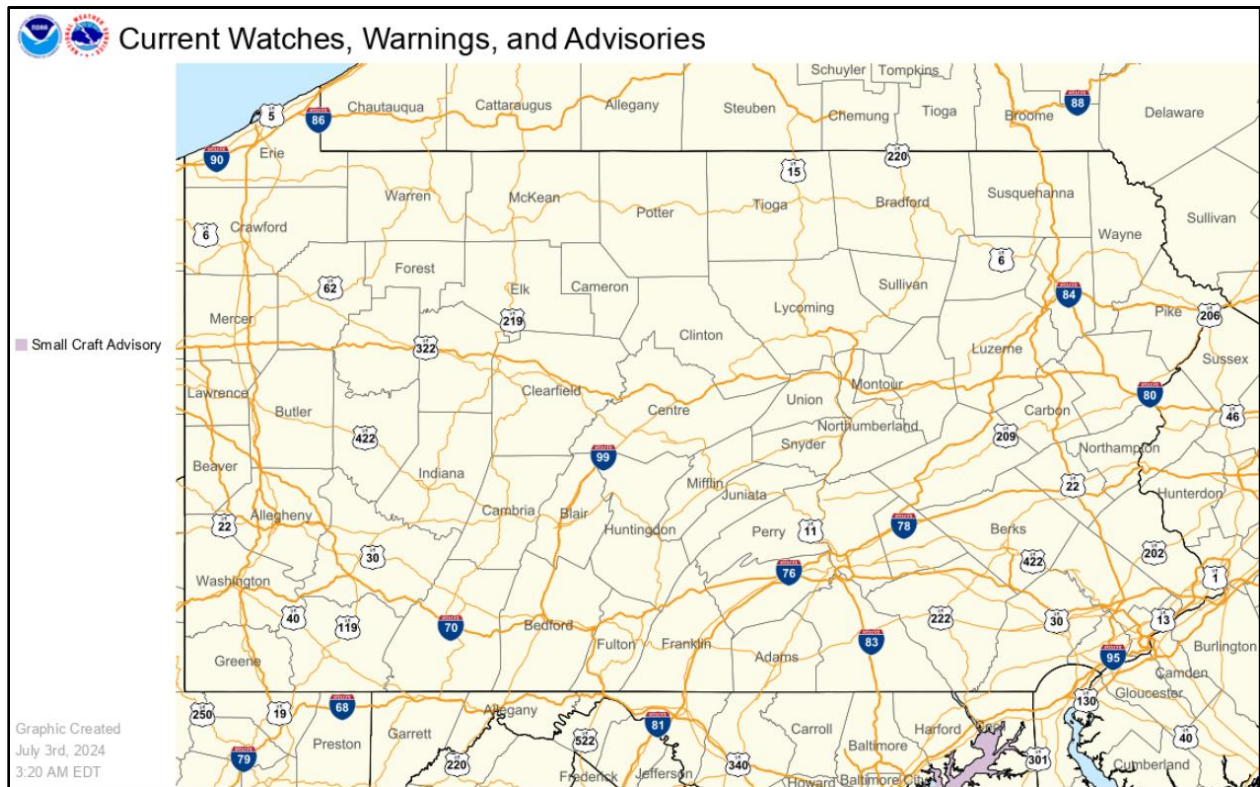 Current Watches, Warnings, and Advisories
Schuyler Tompkins
5 86 Chautauqua Cattaraugus Allegany Steuben Chemung Tioga Broome 88 Delaware
90 Erie
15 220
Warren McKean Potter Tioga Bradford Susquehanna
6 Crawford Wayne Sullivan
Forest 6
62 Elk Cameron Sullivan 84
Mercer 219 Lycoming Pike 206
322 Clinton Luzerne Sussex
Small Craft Advisory
Lawrence Clearfield Montour 80
Butler Centre Union Carbon 46
422 Northumberland 209
99 Snyder Northampton
Beaver Indiana Mifflin 22
Juniata Hunterdon
22 Allegheny Cambria Blair Huntingdon Perry 11 78 Berks
30 76 422 202
Washington 1
40 119 70 Bedford 222 30 13
Fulton Franklin Adams 83 95 Burlington
Greene Camden
Gloucester
250 19 68 Allegany 81 130
Graphic Created
July 3rd, 2024
3:20 AM EDT
Preston Garrett 522 Carroll Harford Cecil 40
79 220 Frederick Jefferson 340 Baltimore 301 Cumberland
Howard Baltimore City